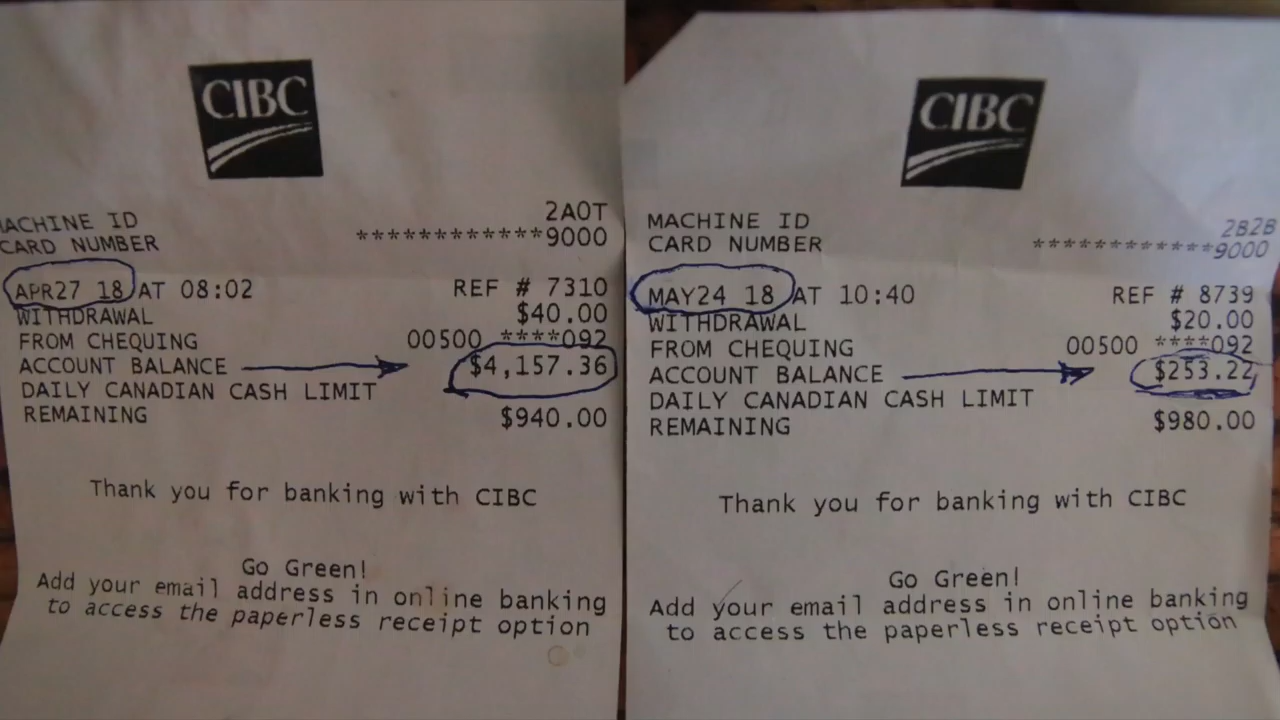 CIBC
MACHINE ID 2A0T
CARD NUMBER ************9000
APR27 18 AT 08:02 REF # 7310
WITHDRAWAL $40.00
FROM CHEQUING 00500 ****092
ACCOUNT BALANCE $4,157.36
DAILY CANADIAN CASH LIMIT
REMAINING $940.00
Thank you for banking with CIBC
Go Green!
Add your email address in online banking
to access the paperless receipt option
CIBC
MACHINE ID 2B2B
CARD NUMBER ************9000
MAY24 18 AT 10:40 REF # 8739
WITHDRAWAL $20.00
FROM CHEQUING 00500 ****092
ACCOUNT BALANCE $253.22
DAILY CANADIAN CASH LIMIT
REMAINING $980.00
Thank you for banking with CIBC
Go Green!
Add your email address in online banking
to access the paperless receipt option